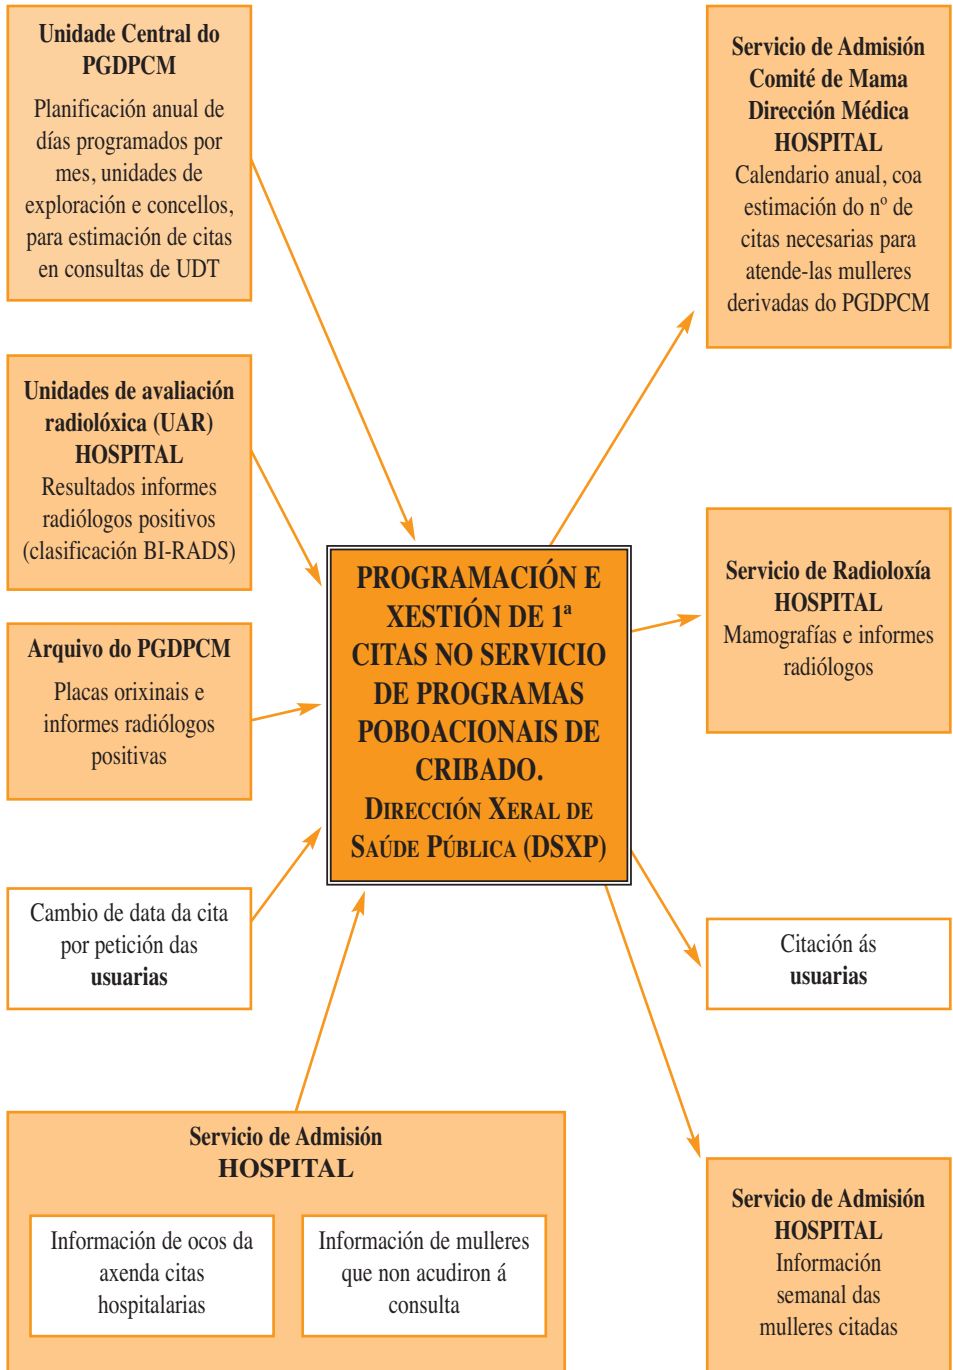 Unidade Central do
PGDPCM
Planificación anual de
días programados por
mes, unidades de
exploración e concellos,
para estimación de citas
en consultas de UDT
Unidades de avaliación
radiolóxica (UAR)
HOSPITAL
Resultados informes
radiólogos positivos
(clasificación BI-RADS)
Arquivo do PGDPCM
Placas orixinais e
informes radiólogos
positivas
Cambio de data da cita
por petición das
usuarias
Servicio de Admisión
HOSPITAL
Información de ocos da
axenda citas
hospitalarias
Información de mulleres
que non acudiron á
consulta
PROGRAMACIÓN E
XESTIÓN DE 1ª
CITAS NO SERVICIO
DE PROGRAMAS
POBOACIONAIS DE
CRIBADO.
DIRECCIÓN XERAL DE
SAÚDE PÚBLICA (DSXP)
Servicio de Admisión
Comité de Mama
Dirección Médica
HOSPITAL
Calendario anual, coa
estimación do nº de
citas necesarias para
atende-las mulleres
derivadas do PGDPCM
Servicio de Radioloxía
HOSPITAL
Mamografías e informes
radiólogos
Citación ás
usuarias
Servicio de Admisión
HOSPITAL
Información
semanal das
mulleres citadas